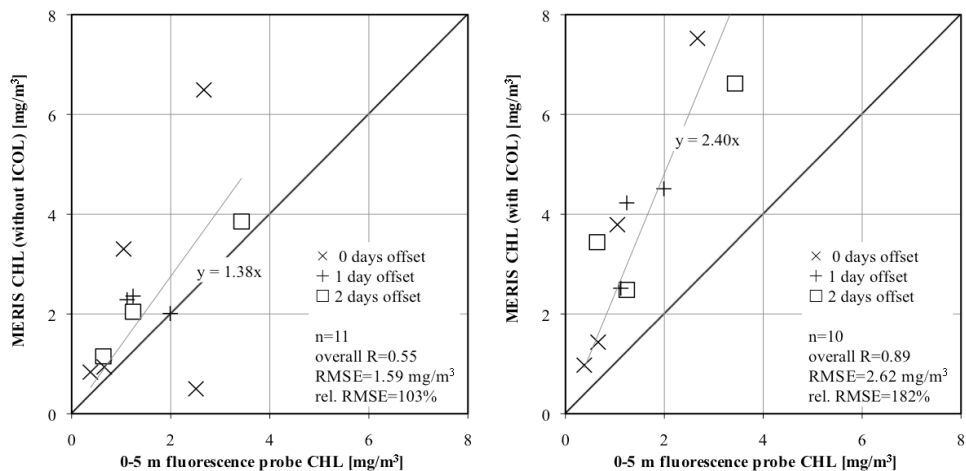 MERIS CHL (without ICOL) [mg/m³]
8
6
4
2
0
y = 1.38x
× 0 days offset
+ 1 day offset
□ 2 days offset
n=11
overall R=0.55
RMSE=1.59 mg/m³
rel. RMSE=103%
0 2 4 6 8
0-5 m fluorescence probe CHL [mg/m³]
MERIS CHL (with ICOL) [mg/m³]
8
6
4
2
0
y = 2.40x
× 0 days offset
+ 1 day offset
□ 2 days offset
n=10
overall R=0.89
RMSE=2.62 mg/m³
rel. RMSE=182%
0 2 4 6 8
0-5 m fluorescence probe CHL [mg/m³]